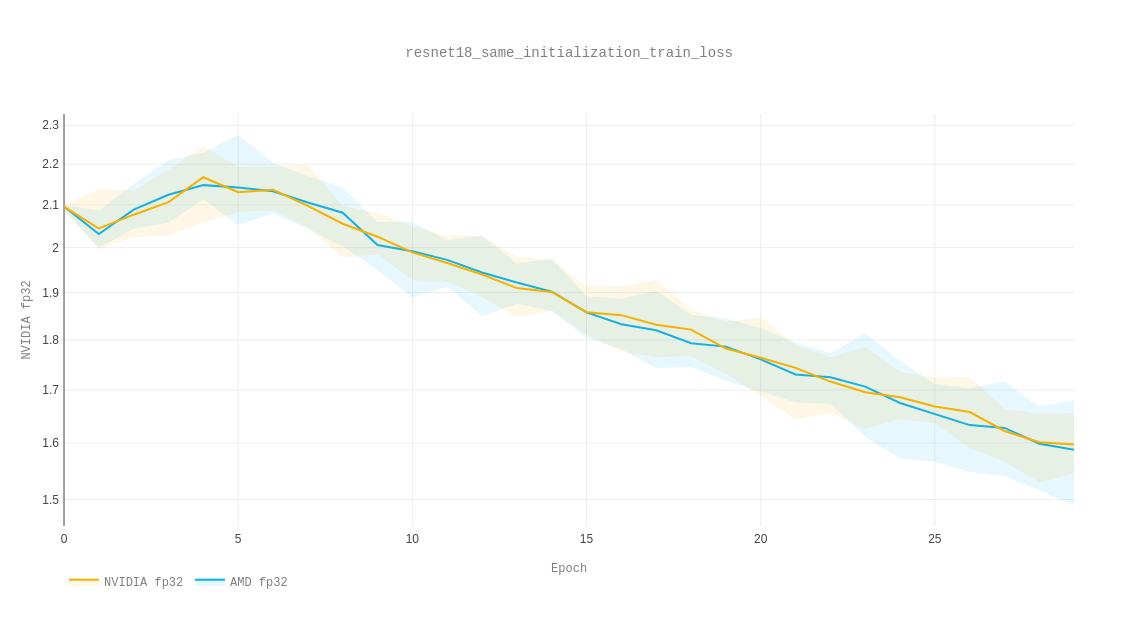 resnet18_same_initialization_train_loss
2.3
2.2
2.1
2
1.9
1.8
1.7
1.6
1.5
NVIDIA fp32
0 5 10 15 20 25
Epoch
NVIDIA fp32 AMD fp32